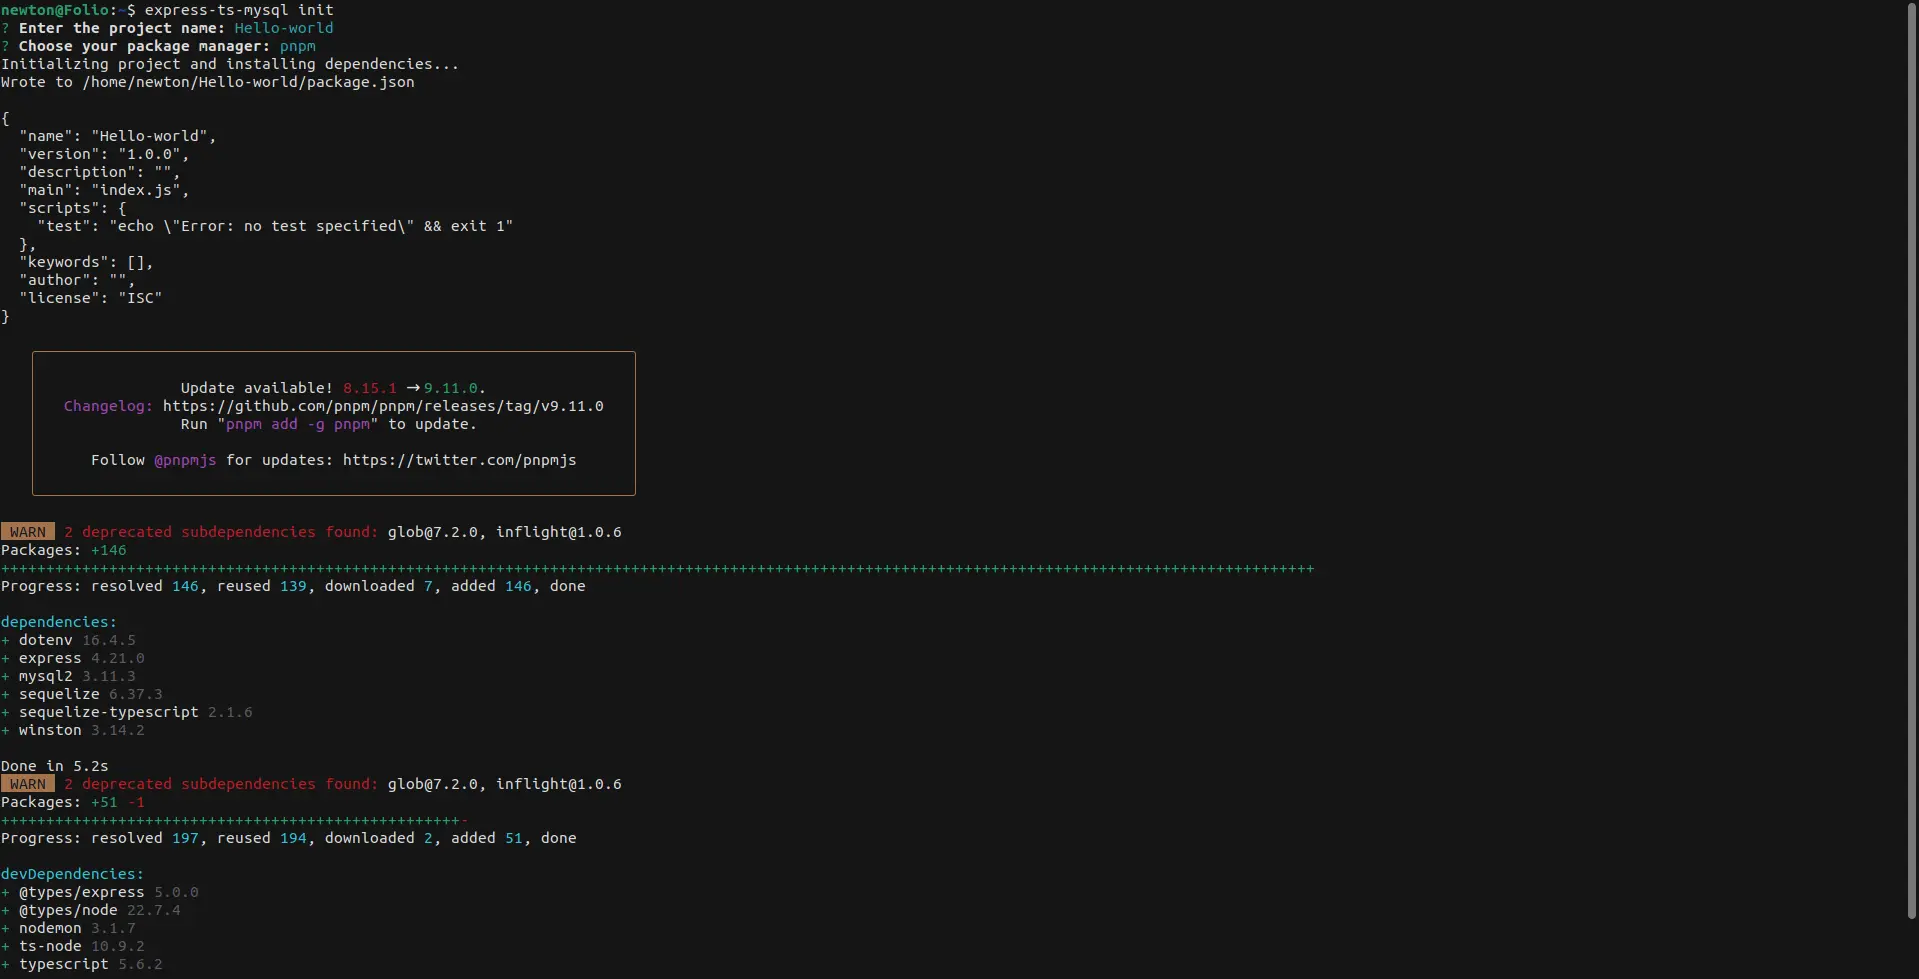 newton@Folio:~$ express-ts-mysql init
? Enter the project name: Hello-world
? Choose your package manager: pnpm
Initializing project and installing dependencies...
Wrote to /home/newton/Hello-world/package.json
{
  "name": "Hello-world",
  "version": "1.0.0",
  "description": "",
  "main": "index.js",
  "scripts": {
    "test": "echo \"Error: no test specified\" && exit 1"
  },
  "keywords": [],
  "author": "",
  "license": "ISC"
}
Update available! 8.15.1 → 9.11.0.
Changelog: https://github.com/pnpm/pnpm/releases/tag/v9.11.0
Run "pnpm add -g pnpm" to update.
Follow @pnpmjs for updates: https://twitter.com/pnpmjs
WARN 2 deprecated subdependencies found: glob@7.2.0, inflight@1.0.6
Packages: +146
++++++++++++++++++++++++++++++++++++++++++++++++++++++++++++++++++++++++++++++++++++++++++++++++++++++++++++++++++++++++++++++++++++++++++++++++++
Progress: resolved 146, reused 139, downloaded 7, added 146, done
dependencies:
+ dotenv 16.4.5
+ express 4.21.0
+ mysql2 3.11.3
+ sequelize 6.37.3
+ sequelize-typescript 2.1.6
+ winston 3.14.2
Done in 5.2s
WARN 2 deprecated subdependencies found: glob@7.2.0, inflight@1.0.6
Packages: +51 -1
+++++++++++++++++++++++++++++++++++++++++++++++++++-
Progress: resolved 197, reused 194, downloaded 2, added 51, done
devDependencies:
+ @types/express 5.0.0
+ @types/node 22.7.4
+ nodemon 3.1.7
+ ts-node 10.9.2
+ typescript 5.6.2